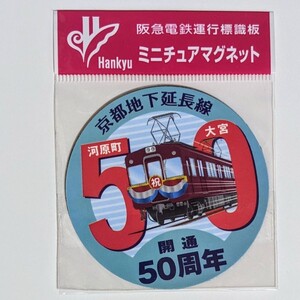 阪急電鉄運行標識板
Hankyu
ミニチュアマグネット
京都地下延長線
河原町
大宮
50
祝
開通
50周年